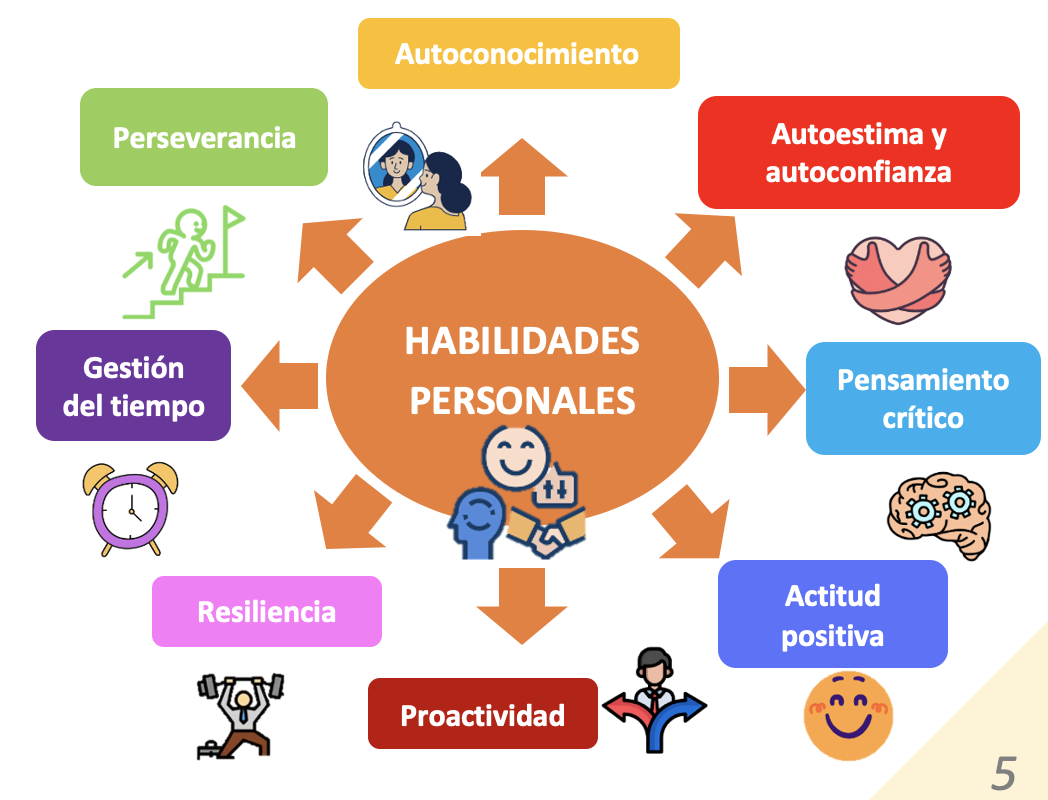 Autoconocimiento
Perseverancia
Autoestima y
autoconfianza
HABILIDADES
PERSONALES
Gestión
del tiempo
Pensamiento
crítico
Resiliencia
Actitud
positiva
Proactividad
5